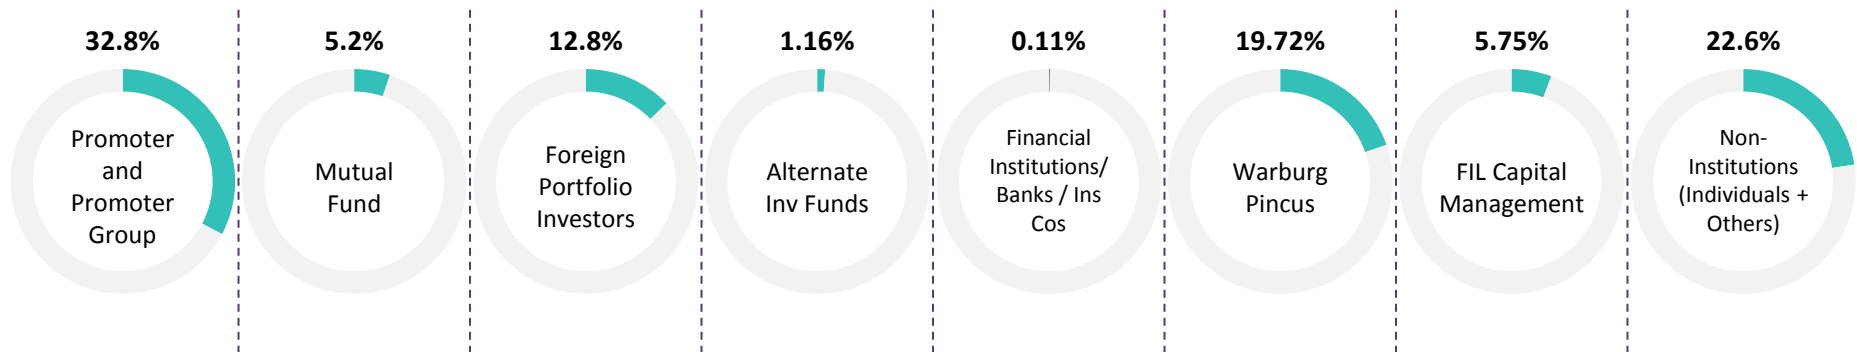 32.8%
Promoter
and
Promoter
Group
5.2%
Mutual
Fund
12.8%
Foreign
Portfolio
Investors
1.16%
Alternate
Inv Funds
0.11%
Financial
Institutions/
Banks / Ins
Cos
19.72%
Warburg
Pincus
5.75%
FIL Capital
Management
22.6%
Non-
Institutions
(Individuals +
Others)